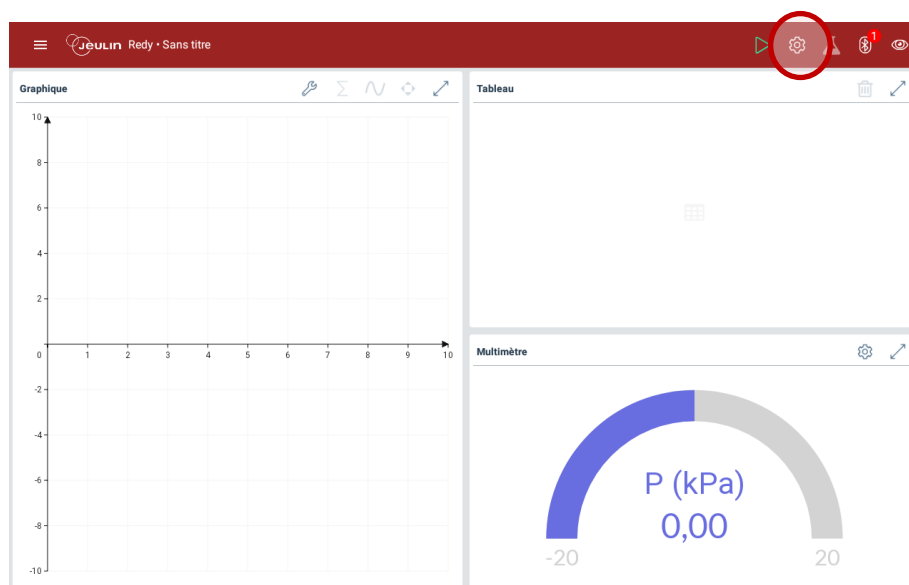 Jeulin Redy • Sans titre
1
Graphique
Tableau
10
8
6
4
2
0 1 2 3 4 5 6 7 8 9 10
-2
-4
-6
-8
-10
Multimètre
P (kPa)
0,00
-20 20